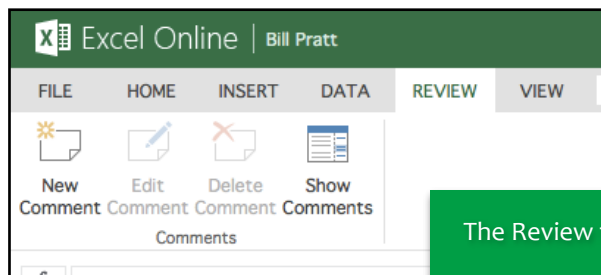 Excel Online | Bill Pratt
FILE HOME INSERT DATA REVIEW VIEW
New Comment Edit Comment Delete Comment Show Comments
Comments
The Review